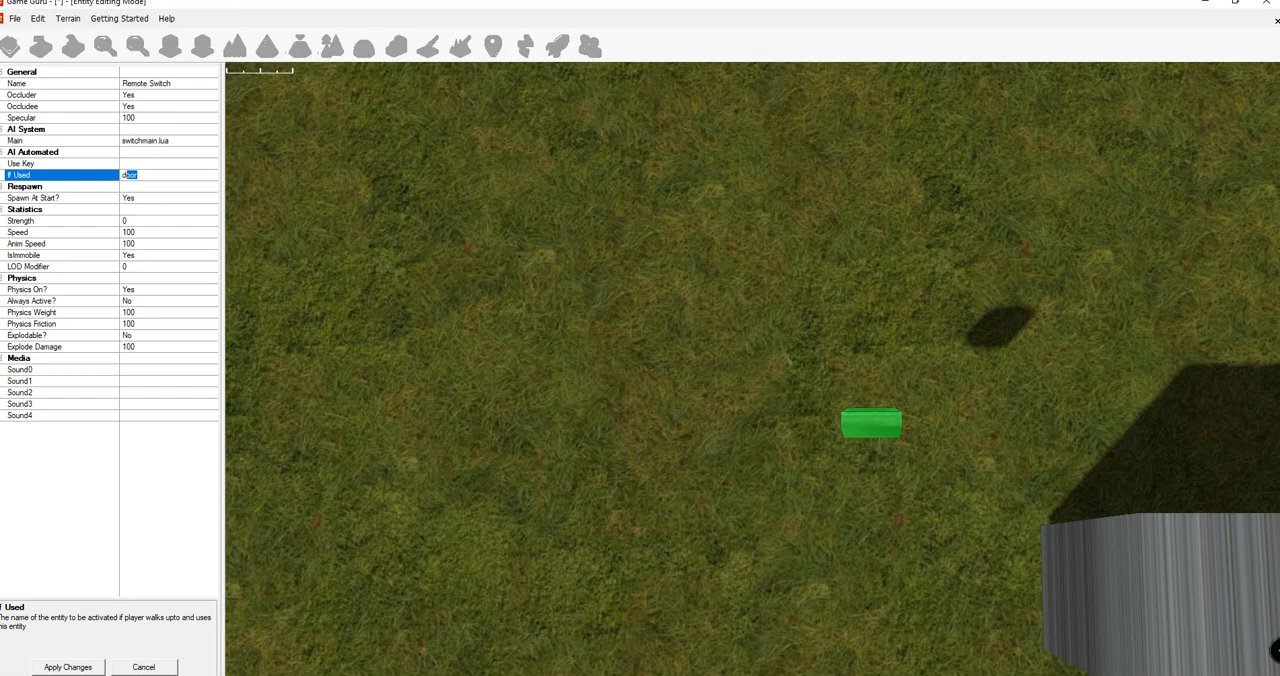 Game Guru - [*] - [Entity Editing Mode]
File Edit Terrain Getting Started Help
General
Name Remote Switch
Occluder Yes
Occludee Yes
Specular 100
AI System
Main switchmain.lua
AI Automated
Use Key
If Used door
Respawn
Spawn At Start? Yes
Statistics
Strength 0
Speed 100
Anim Speed 100
IsImmobile Yes
LOD Modifier 0
Physics
Physics On? Yes
Always Active? No
Physics Weight 100
Physics Friction 100
Explodable? No
Explode Damage 100
Media
Sound0
Sound1
Sound2
Sound3
Sound4
If Used
The name of the entity to be activated if player walks upto and uses
this entity
Apply Changes Cancel